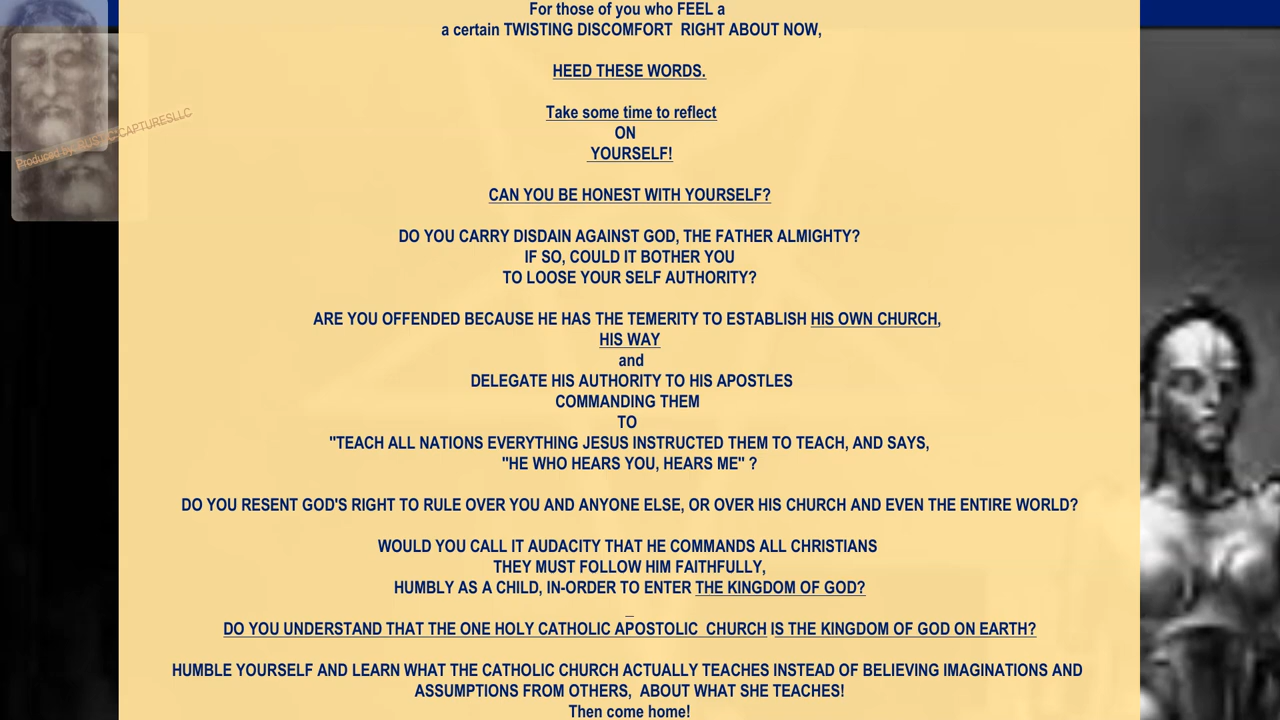 For those of you who FEEL a
a certain TWISTING DISCOMFORT RIGHT ABOUT NOW,
HEED THESE WORDS.
Take some time to reflect
ON
YOURSELF!
CAN YOU BE HONEST WITH YOURSELF?
DO YOU CARRY DISDAIN AGAINST GOD, THE FATHER ALMIGHTY?
IF SO, COULD IT BOTHER YOU
TO LOOSE YOUR SELF AUTHORITY?
ARE YOU OFFENDED BECAUSE HE HAS THE TEMERITY TO ESTABLISH HIS OWN CHURCH,
HIS WAY
and
DELEGATE HIS AUTHORITY TO HIS APOSTLES
COMMANDING THEM
TO
"TEACH ALL NATIONS EVERYTHING JESUS INSTRUCTED THEM TO TEACH, AND SAYS,
"HE WHO HEARS YOU, HEARS ME" ?
DO YOU RESENT GOD'S RIGHT TO RULE OVER YOU AND ANYONE ELSE, OR OVER HIS CHURCH AND EVEN THE ENTIRE WORLD?
WOULD YOU CALL IT AUDACITY THAT HE COMMANDS ALL CHRISTIANS
THEY MUST FOLLOW HIM FAITHFULLY,
HUMBLY AS A CHILD, IN-ORDER TO ENTER THE KINGDOM OF GOD?
DO YOU UNDERSTAND THAT THE ONE HOLY CATHOLIC APOSTOLIC CHURCH IS THE KINGDOM OF GOD ON EARTH?
HUMBLE YOURSELF AND LEARN WHAT THE CATHOLIC CHURCH ACTUALLY TEACHES INSTEAD OF BELIEVING IMAGINATIONS AND
ASSUMPTIONS FROM OTHERS, ABOUT WHAT SHE TEACHES!
Then come home!
Produced by: CAPTURESLLC